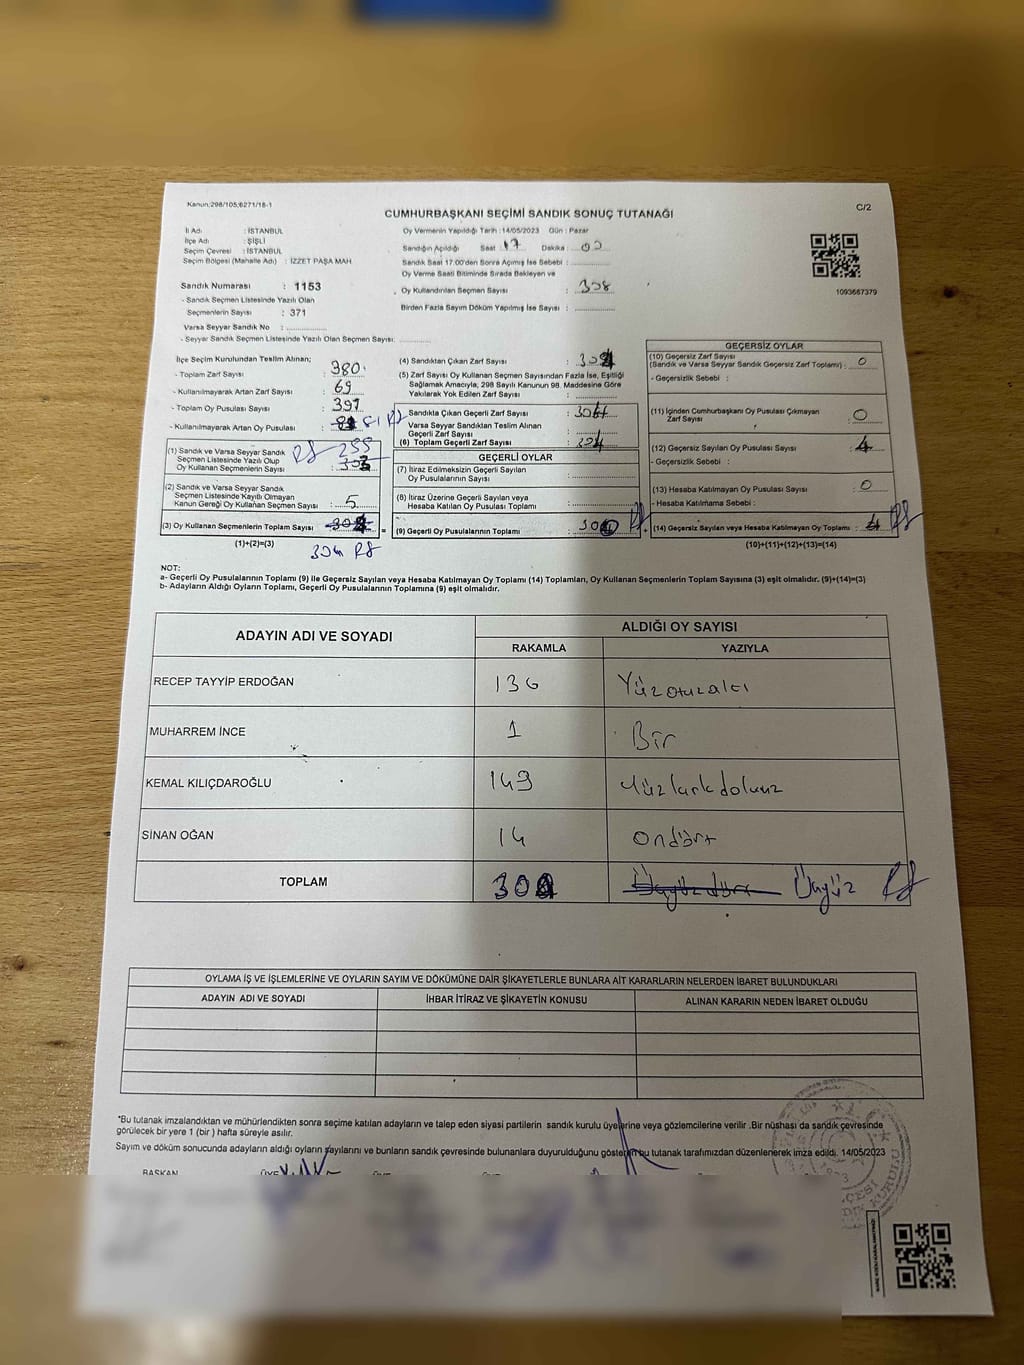 Kanun;298/105;6271/18-1
C/2
CUMHURBAŞKANI SEÇİMİ SANDIK SONUÇ TUTANAĞI
İl Adı : İSTANBUL
İlçe Adı : ŞİŞLİ
Seçim Çevresi : İSTANBUL
Seçim Bölgesi (Mahalle Adı) : İZZET PAŞA MAH
Sandık Numarası : 1153
- Sandık Seçmen Listesinde Yazılı Olan
Seçmenlerin Sayısı : 371
Varsa Seyyar Sandık No : ..............
- Seyyar Sandık Seçmen Listesinde Yazılı Olan Seçmen Sayısı: ..............
Oy Vermenin Yapıldığı Tarih :14/05/2023 Gün : Pazar
Sandığın Açıldığı Saat : 17 Dakika : 00
Sandık Saat 17.00'den Sonra Açılmış İse Sebebi : ..............
Oy Verme Saati Bitiminde Sırada Bekleyen ve
Oy Kullandırılan Seçmen Sayısı : 308
Birden Fazla Sayım Döküm Yapılmış İse Sayısı : ..............
1093667379
İlçe Seçim Kurulundan Teslim Alınan;
- Toplam Zarf Sayısı : 380
- Kullanılmayarak Artan Zarf Sayısı : 69
- Toplam Oy Pusulası Sayısı : 391
- Kullanılmayarak Artan Oy Pusulası :
(1) Sandık ve Varsa Seyyar Sandık
Seçmen Listesinde Yazılı Olup
Oy Kullanan Seçmenlerin Sayısı :
(2) Sandık ve Varsa Seyyar Sandık
Seçmen Listesinde Kayıtlı Olmayan
Kanun Gereği Oy Kullanan Seçmen Sayısı : 5
(3) Oy Kullanan Seçmenlerin Toplam Sayısı
304
(1)+(2)=(3)
(4) Sandıktan Çıkan Zarf Sayısı : 304
(5) Zarf Sayısı Oy Kullanan Seçmen Sayısından Fazla İse, Eşitliği
Sağlamak Amacıyla, 298 Sayılı Kanunun 98. Maddesine Göre
Yakılarak Yok Edilen Zarf Sayısı :
Sandıkta Çıkan Geçerli Zarf Sayısı : 304
Varsa Seyyar Sandıktan Teslim Alınan
Geçerli Zarf Sayısı :
(6) Toplam Geçerli Zarf Sayısı : 304
GEÇERLİ OYLAR
(7) İtiraz Edilmeksizin Geçerli Sayılan
Oy Pusulalarının Sayısı :
(8) İtiraz Üzerine Geçerli Sayılan veya
Hesaba Katılan Oy Pusulası Toplamı :
(9) Geçerli Oy Pusulalarının Toplamı : 300
GEÇERSİZ OYLAR
(10) Geçersiz Zarf Sayısı
(Sandık ve Varsa Seyyar Sandık Geçersiz Zarf Toplamı) : 0
- Geçersizlik Sebebi :
(11) İçinden Cumhurbaşkanı Oy Pusulası Çıkmayan
Zarf Sayısı : 0
(12) Geçersiz Sayılan Oy Pusulası Sayısı : 4
- Geçersizlik Sebebi :
(13) Hesaba Katılmayan Oy Pusulası Sayısı : 0
- Hesaba Katılmama Sebebi :
(14) Geçersiz Sayılan veya Hesaba Katılmayan Oy Toplamı : 4
(10)+(11)+(12)+(13)=(14)
NOT:
a- Geçerli Oy Pusulalarının Toplamı (9) ile Geçersiz Sayılan veya Hesaba Katılmayan Oy Toplamı (14) Toplamları, Oy Kullanan Seçmenlerin Toplam Sayısına (3) eşit olmalıdır. (9)+(14)=(3)
b- Adayların Aldığı Oyların Toplamı, Geçerli Oy Pusulalarının Toplamına (9) eşit olmalıdır.
ADAYIN ADI VE SOYADI
ALDIĞI OY SAYISI
RAKAMLA YAZIYLA
RECEP TAYYİP ERDOĞAN 136 Yüzotuzaltı
MUHARREM İNCE 1 Bir
KEMAL KILIÇDAROĞLU 149 Yüzkırkdokuz
SİNAN OĞAN 14 Ondört
TOPLAM 300 Üçyüzdört Üçyüz
OYLAMA İŞ VE İŞLEMLERİNE VE OYLARIN SAYIM VE DÖKÜMÜNE DAİR ŞİKAYETLERLE BUNLARA AİT KARARLARIN NELERDEN İBARET BULUNDUKLARI
ADAYIN ADI VE SOYADI İHBAR İTİRAZ VE ŞİKAYETİN KONUSU ALINAN KARARIN NEDEN İBARET OLDUĞU
*Bu tutanak imzalandıktan ve mühürlendikten sonra seçime katılan adayların ve talep eden siyasi partilerin sandık kurulu üyelerine veya gözlemcilerine verilir .Bir nüshası da sandık çevresinde
görülecek bir yere 1 (bir ) hafta süreyle asılır.
Sayım ve döküm sonucunda adayların aldığı oyların sayılarını ve bunların sandık çevresinde bulunanlara duyurulduğunu gösteren bu tutanak tarafımızdan düzenlenerek imza edildi. 14/05/2023
BAŞKAN ÜYE